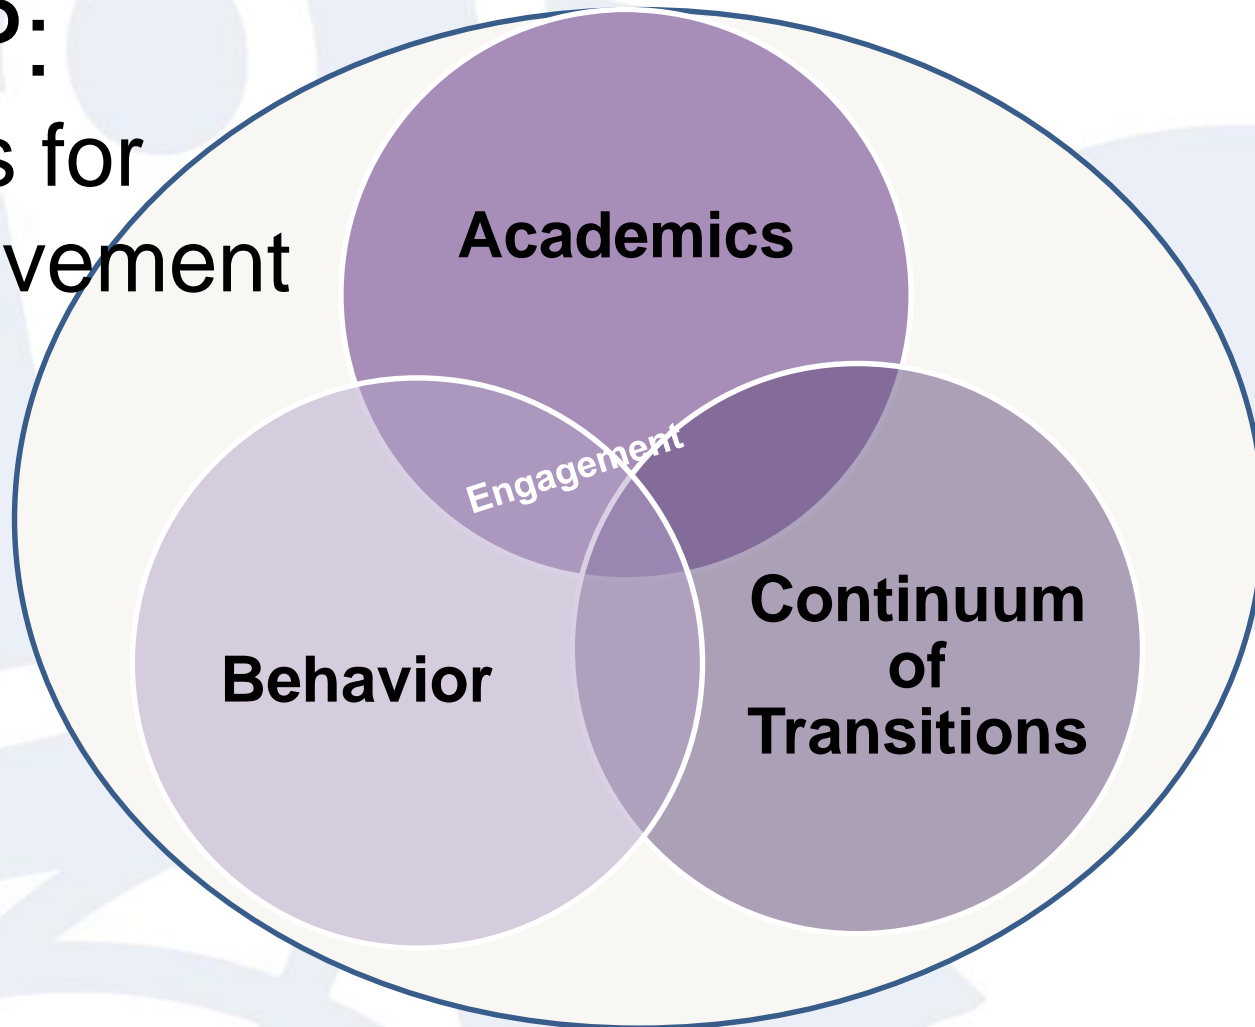 :
s for
vement
Academics
Engagement
Behavior
Continuum
of
Transitions